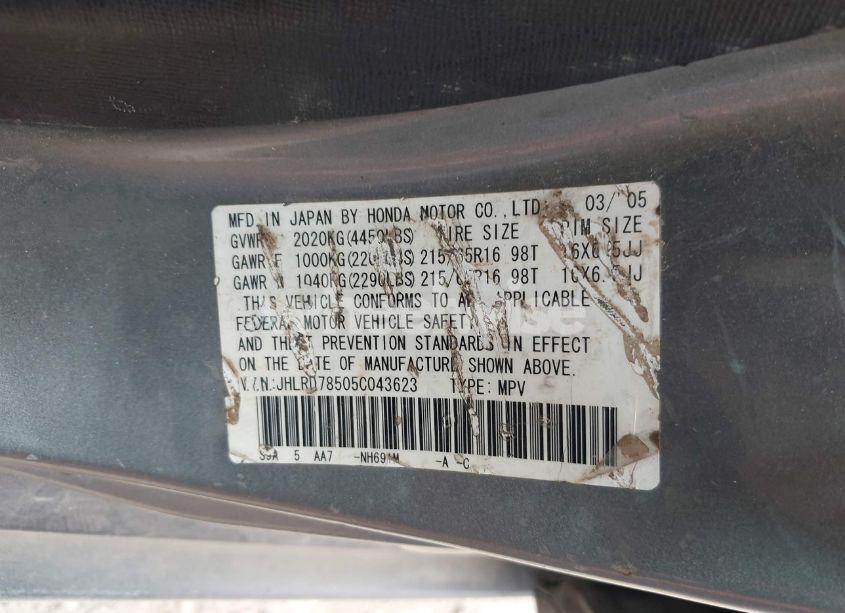 MFD. IN JAPAN BY HONDA MOTOR CO., LTD. 03/'05
GVWR 2020KG(4450LBS) TIRE SIZE RIM SIZE
GAWR F 1000KG(2200LBS) 215/65R16 98T 16X6.5JJ
GAWR 1040KG(2290LBS) 215/ R16 98T 16X6.5JJ
THIS VEHICLE CONFORMS TO ALL APPLICABLE
FEDERAL MOTOR VEHICLE SAFETY
AND THEFT PREVENTION STANDARDS IN EFFECT
ON THE DATE OF MANUFACTURE SHOWN ABOVE.
V.I.N.:JHLRD78505C043623 TYPE: MPV
S9A 5 AA7 -NH691M -A -C